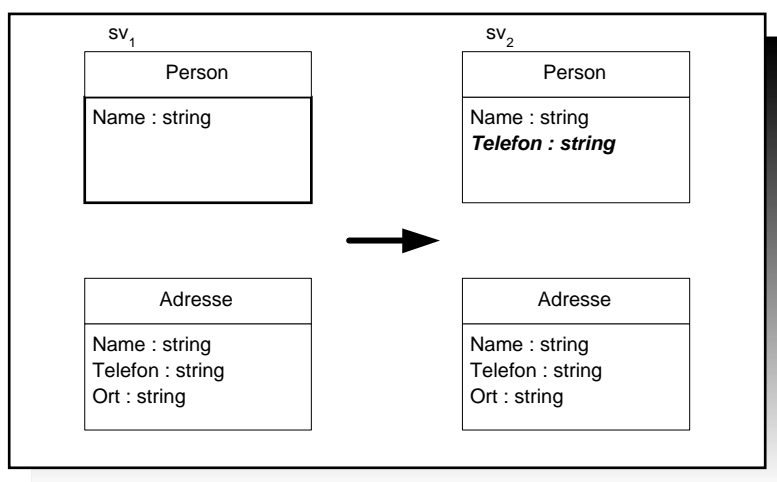 sv1
Person
Name : string
Adresse
Name : string
Telefon : string
Ort : string
sv2
Person
Name : string
Telefon : string
Adresse
Name : string
Telefon : string
Ort : string